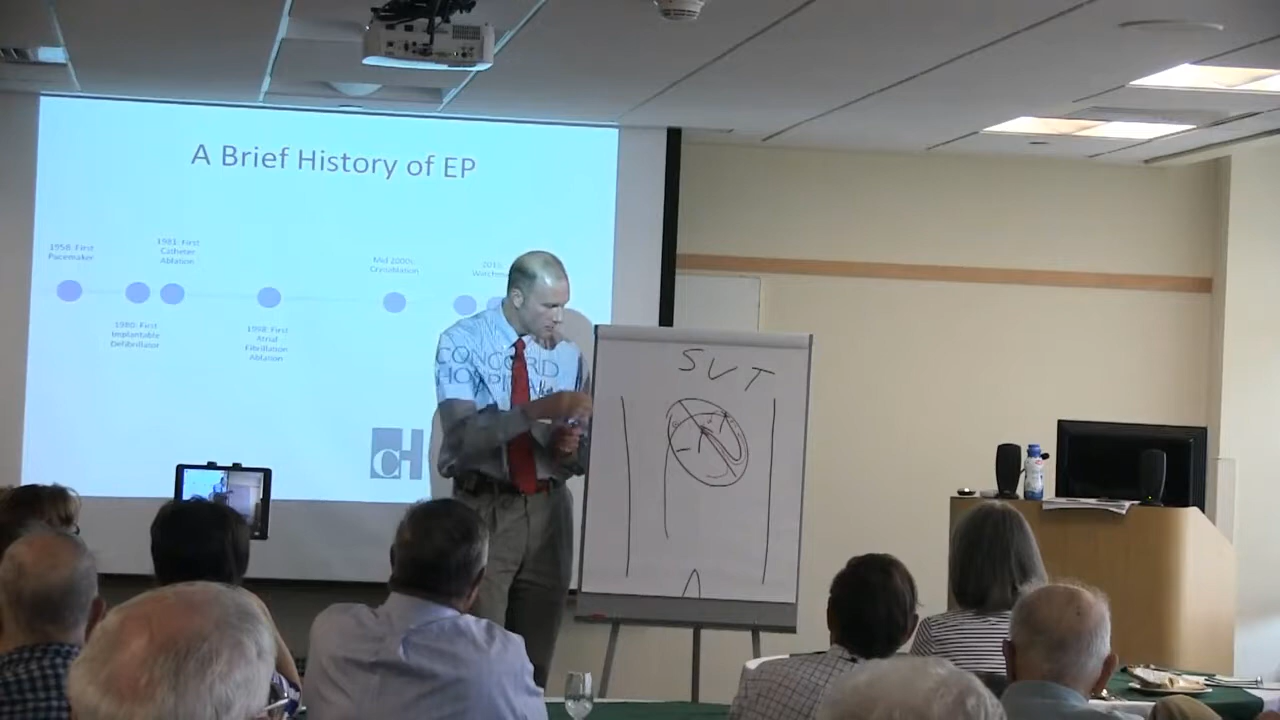 A Brief History of EP
1958: First
Pacemaker
1980: First
Implantable
Defibrillator
1981: First
Catheter
Ablation
1998: First
Atrial
Fibrillation
Ablation
Mid 2000s:
Cryoablation
CONCORD
HOSPITAL
CH
SVT